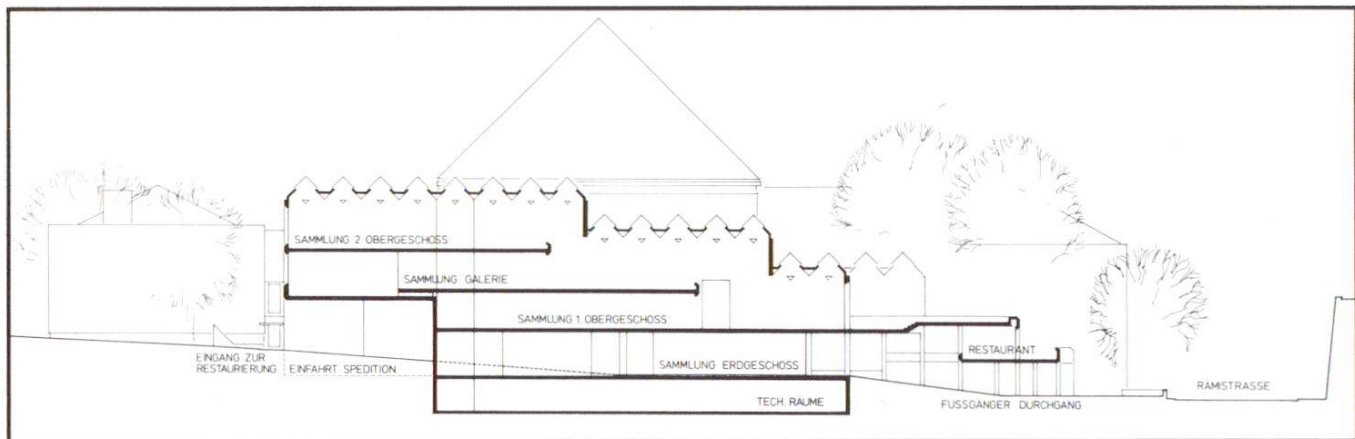 SAMMLUNG 2. OBERGESCHOSS
SAMMLUNG GALERIE
SAMMLUNG 1. OBERGESCHOSS
EINGANG ZUR
RESTAURIERUNG
EINFAHRT SPEDITION
SAMMLUNG ERDGESCHOSS
RESTAURANT
TECH. RÄUME
FUSSGÄNGER DURCHGANG
RÄMISTRASSE